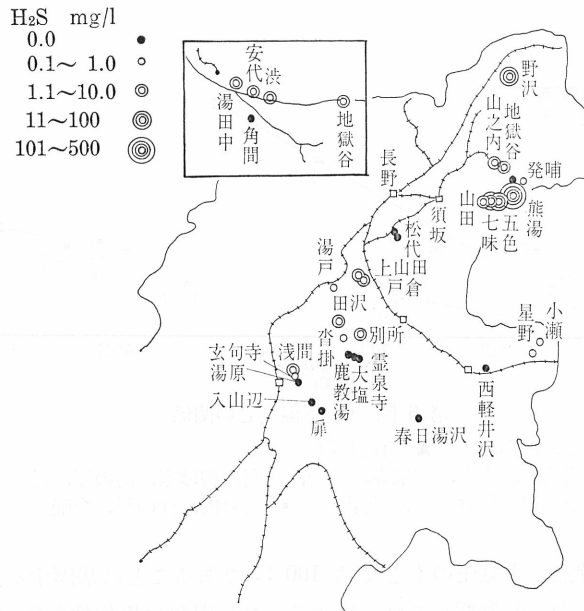 H₂S mg/l
0.0
0.1～ 1.0
1.1～10.0
11～100
101～500
安代
渋
湯田中
角間
地獄谷
野沢
山之内
地獄谷
発哺
長野
須坂
山田
七味
五色
熊湯
松代
上山田
戸倉
湯戸
田沢
沓掛
別所
星野
小瀬
玄向寺
浅間
湯原
入山辺
扉
鹿教湯
大塩
霊泉寺
西軽井沢
春日湯沢